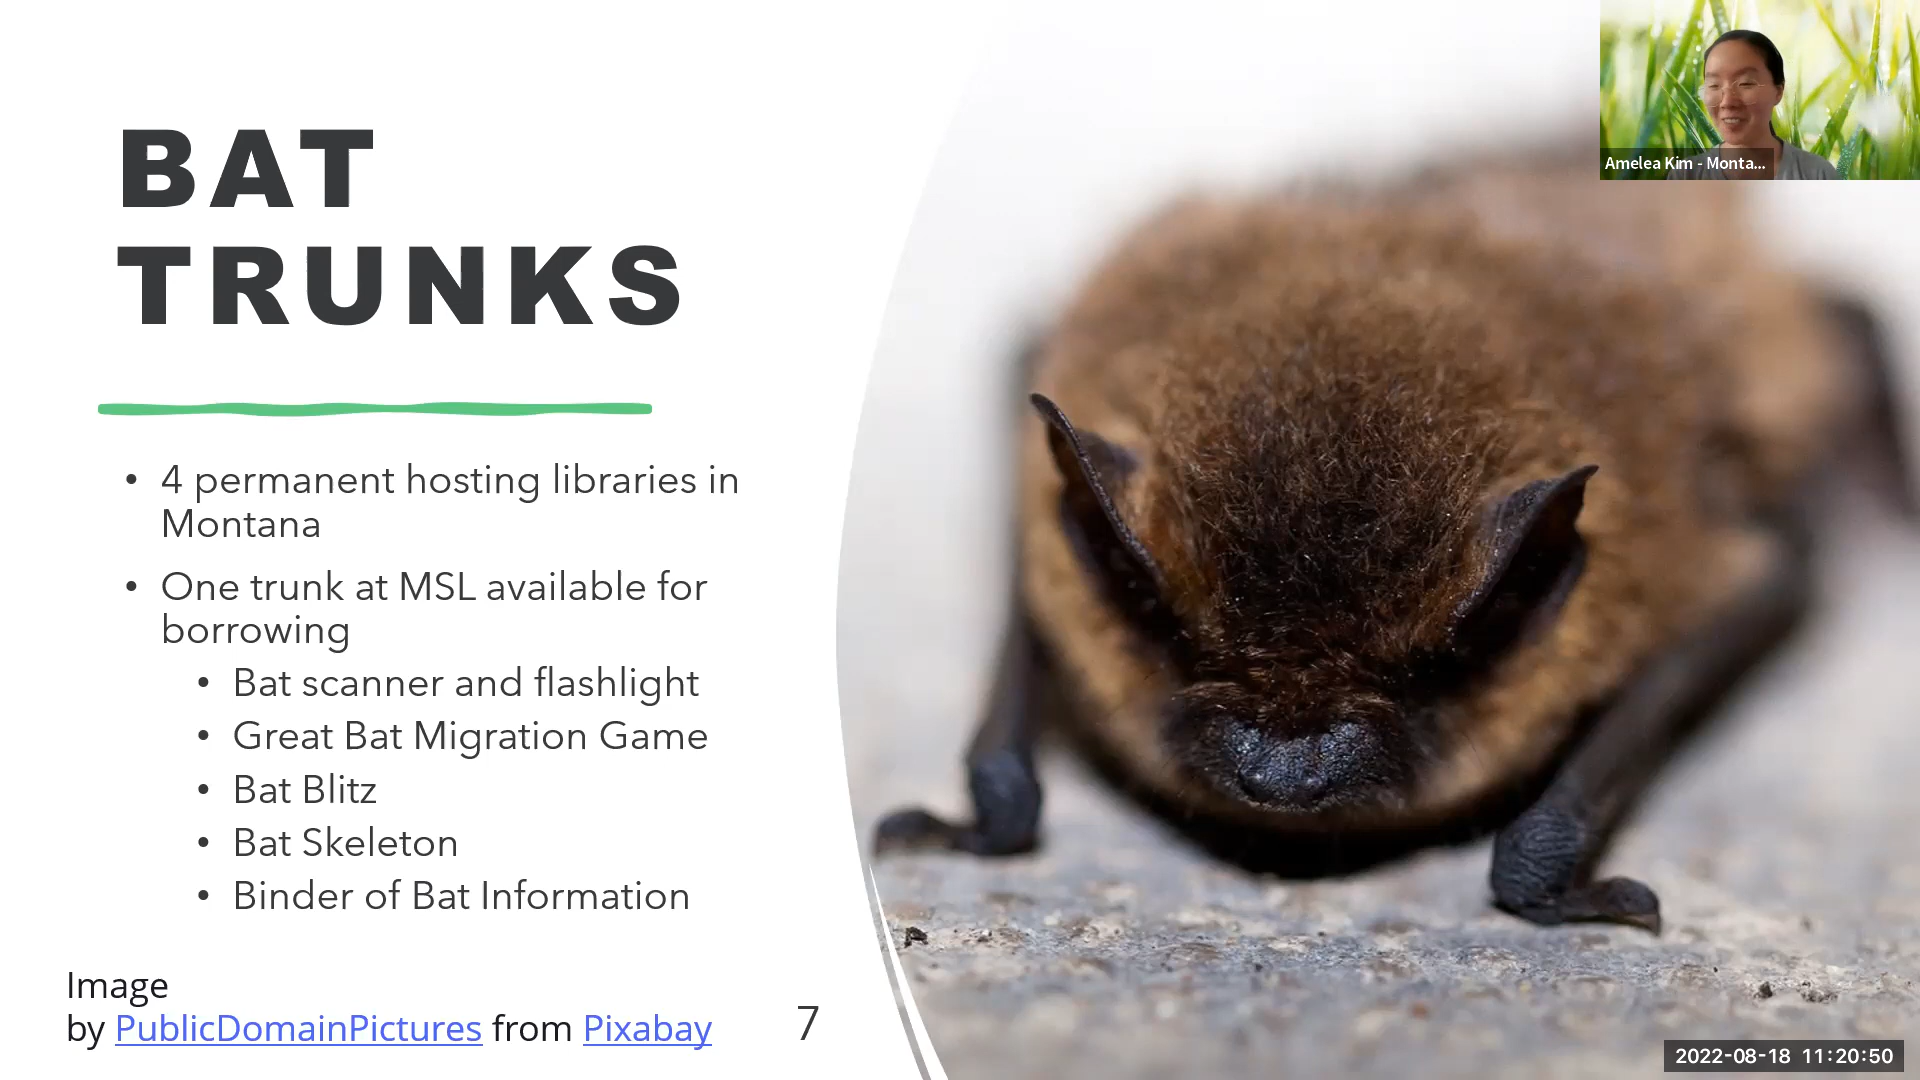 BAT
TRUNKS
• 4 permanent hosting libraries in
Montana
• One trunk at MSL available for
borrowing
• Bat scanner and flashlight
• Great Bat Migration Game
• Bat Blitz
• Bat Skeleton
• Binder of Bat Information
Image
by PublicDomainPictures from Pixabay
7
Amelea Kim - Monta...
2022-08-18 11:20:50